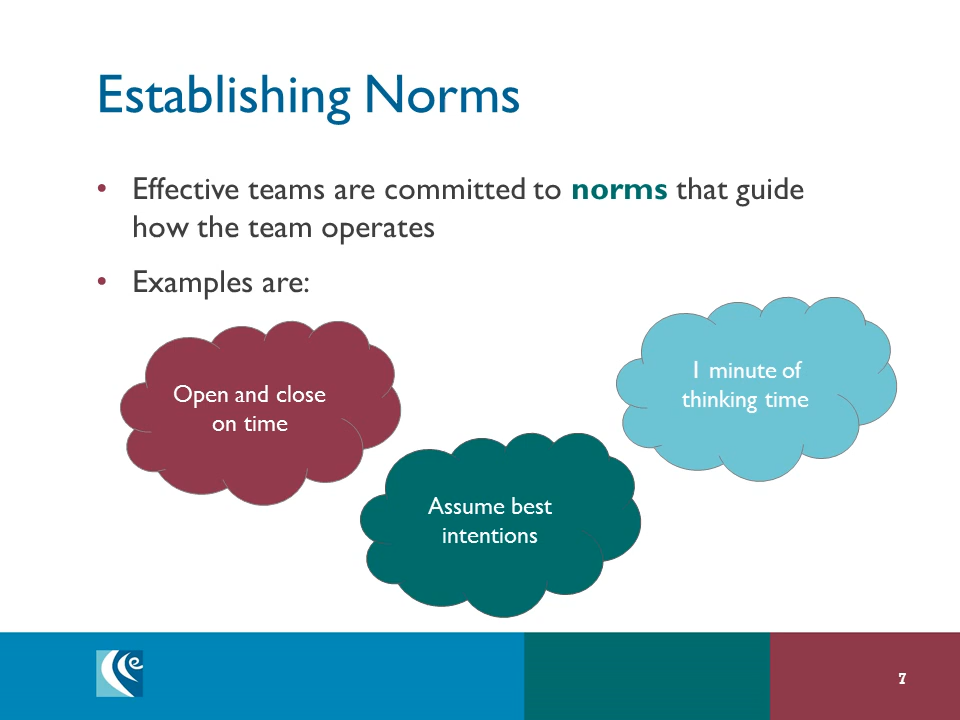 Establishing Norms
• Effective teams are committed to norms that guide
how the team operates
• Examples are:
Open and close
on time
Assume best
intentions
1 minute of
thinking time
e
7